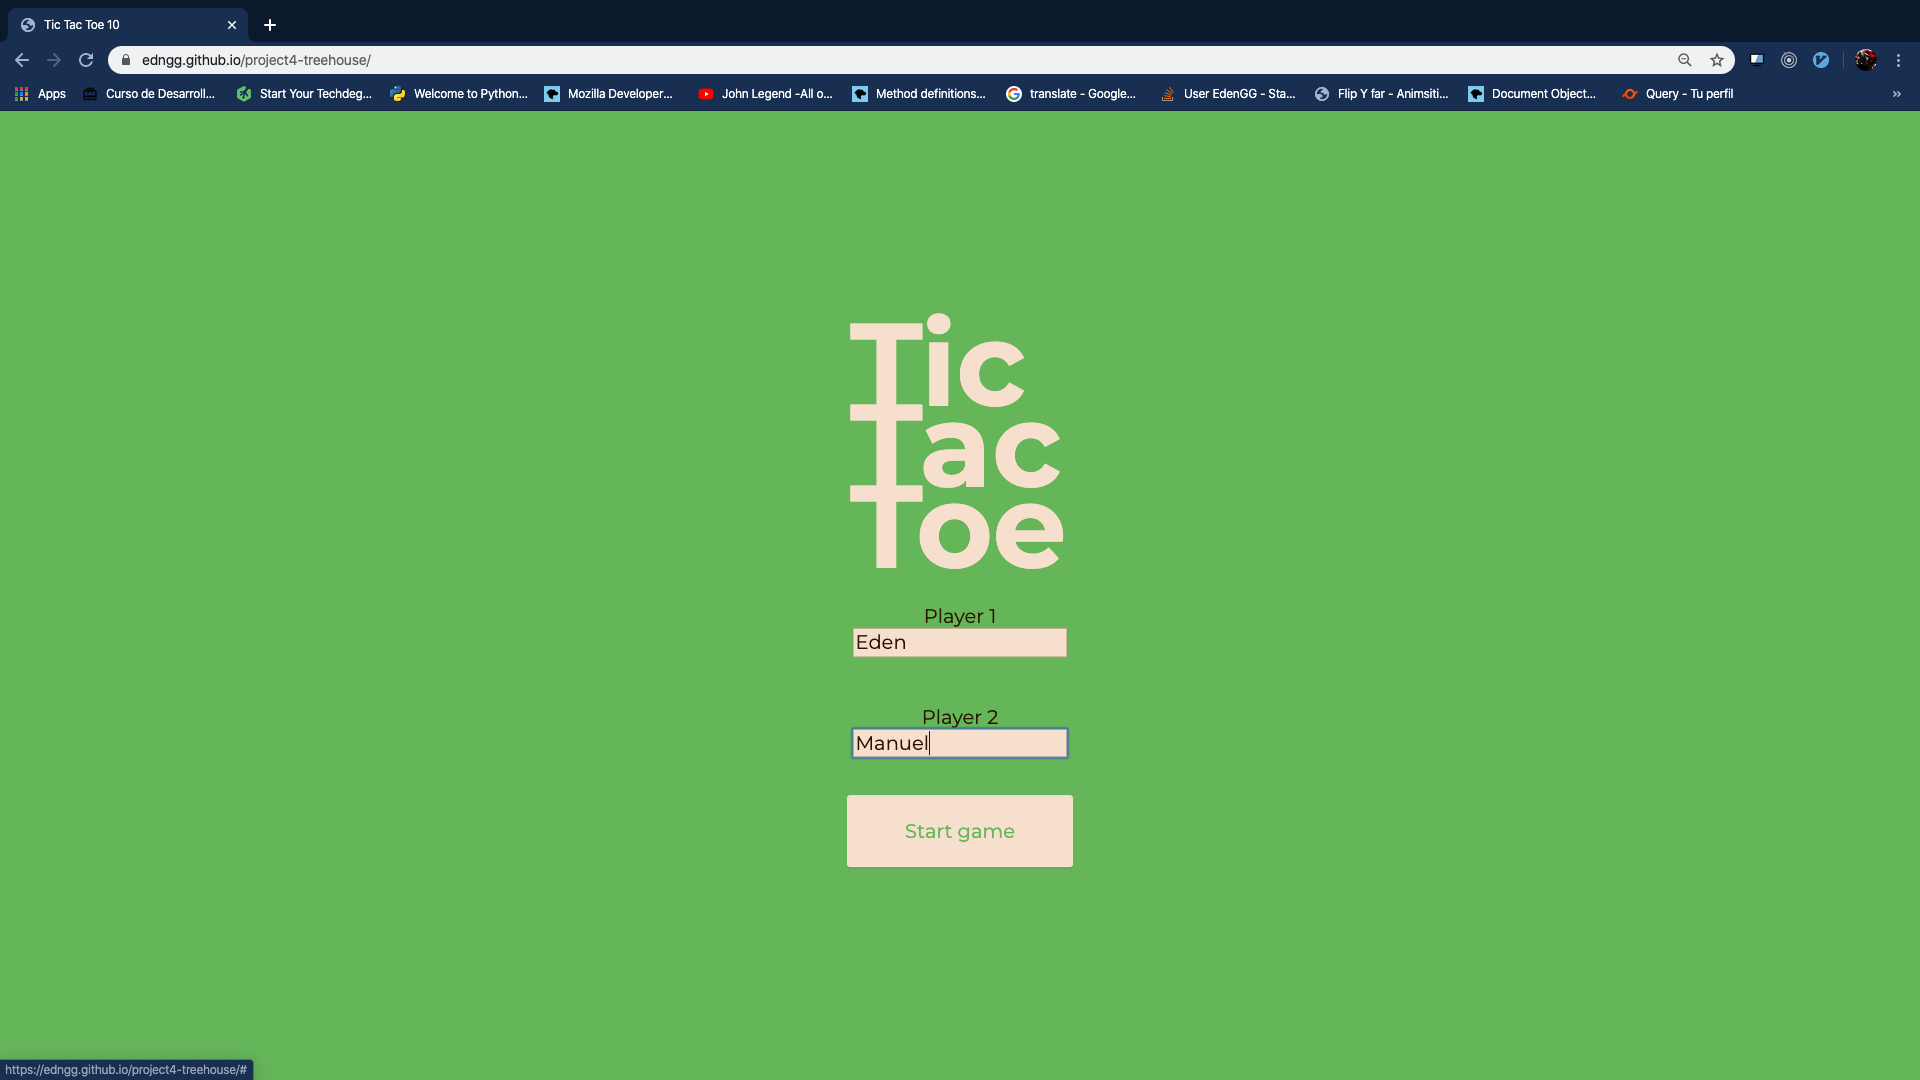 Tic Tac Toe 10
edngg.github.io/project4-treehouse/
Apps Curso de Desarroll... Start Your Techdeg... Welcome to Python... Mozilla Developer... John Legend -All o... Method definitions... translate - Google... User EdenGG - Sta... Flip Y far - Animsiti... Document Object... Query - Tu perfil »
Tic
Tac
Toe
Player 1
Eden
Player 2
Manuel
Start game
https://edngg.github.io/project4-treehouse/#